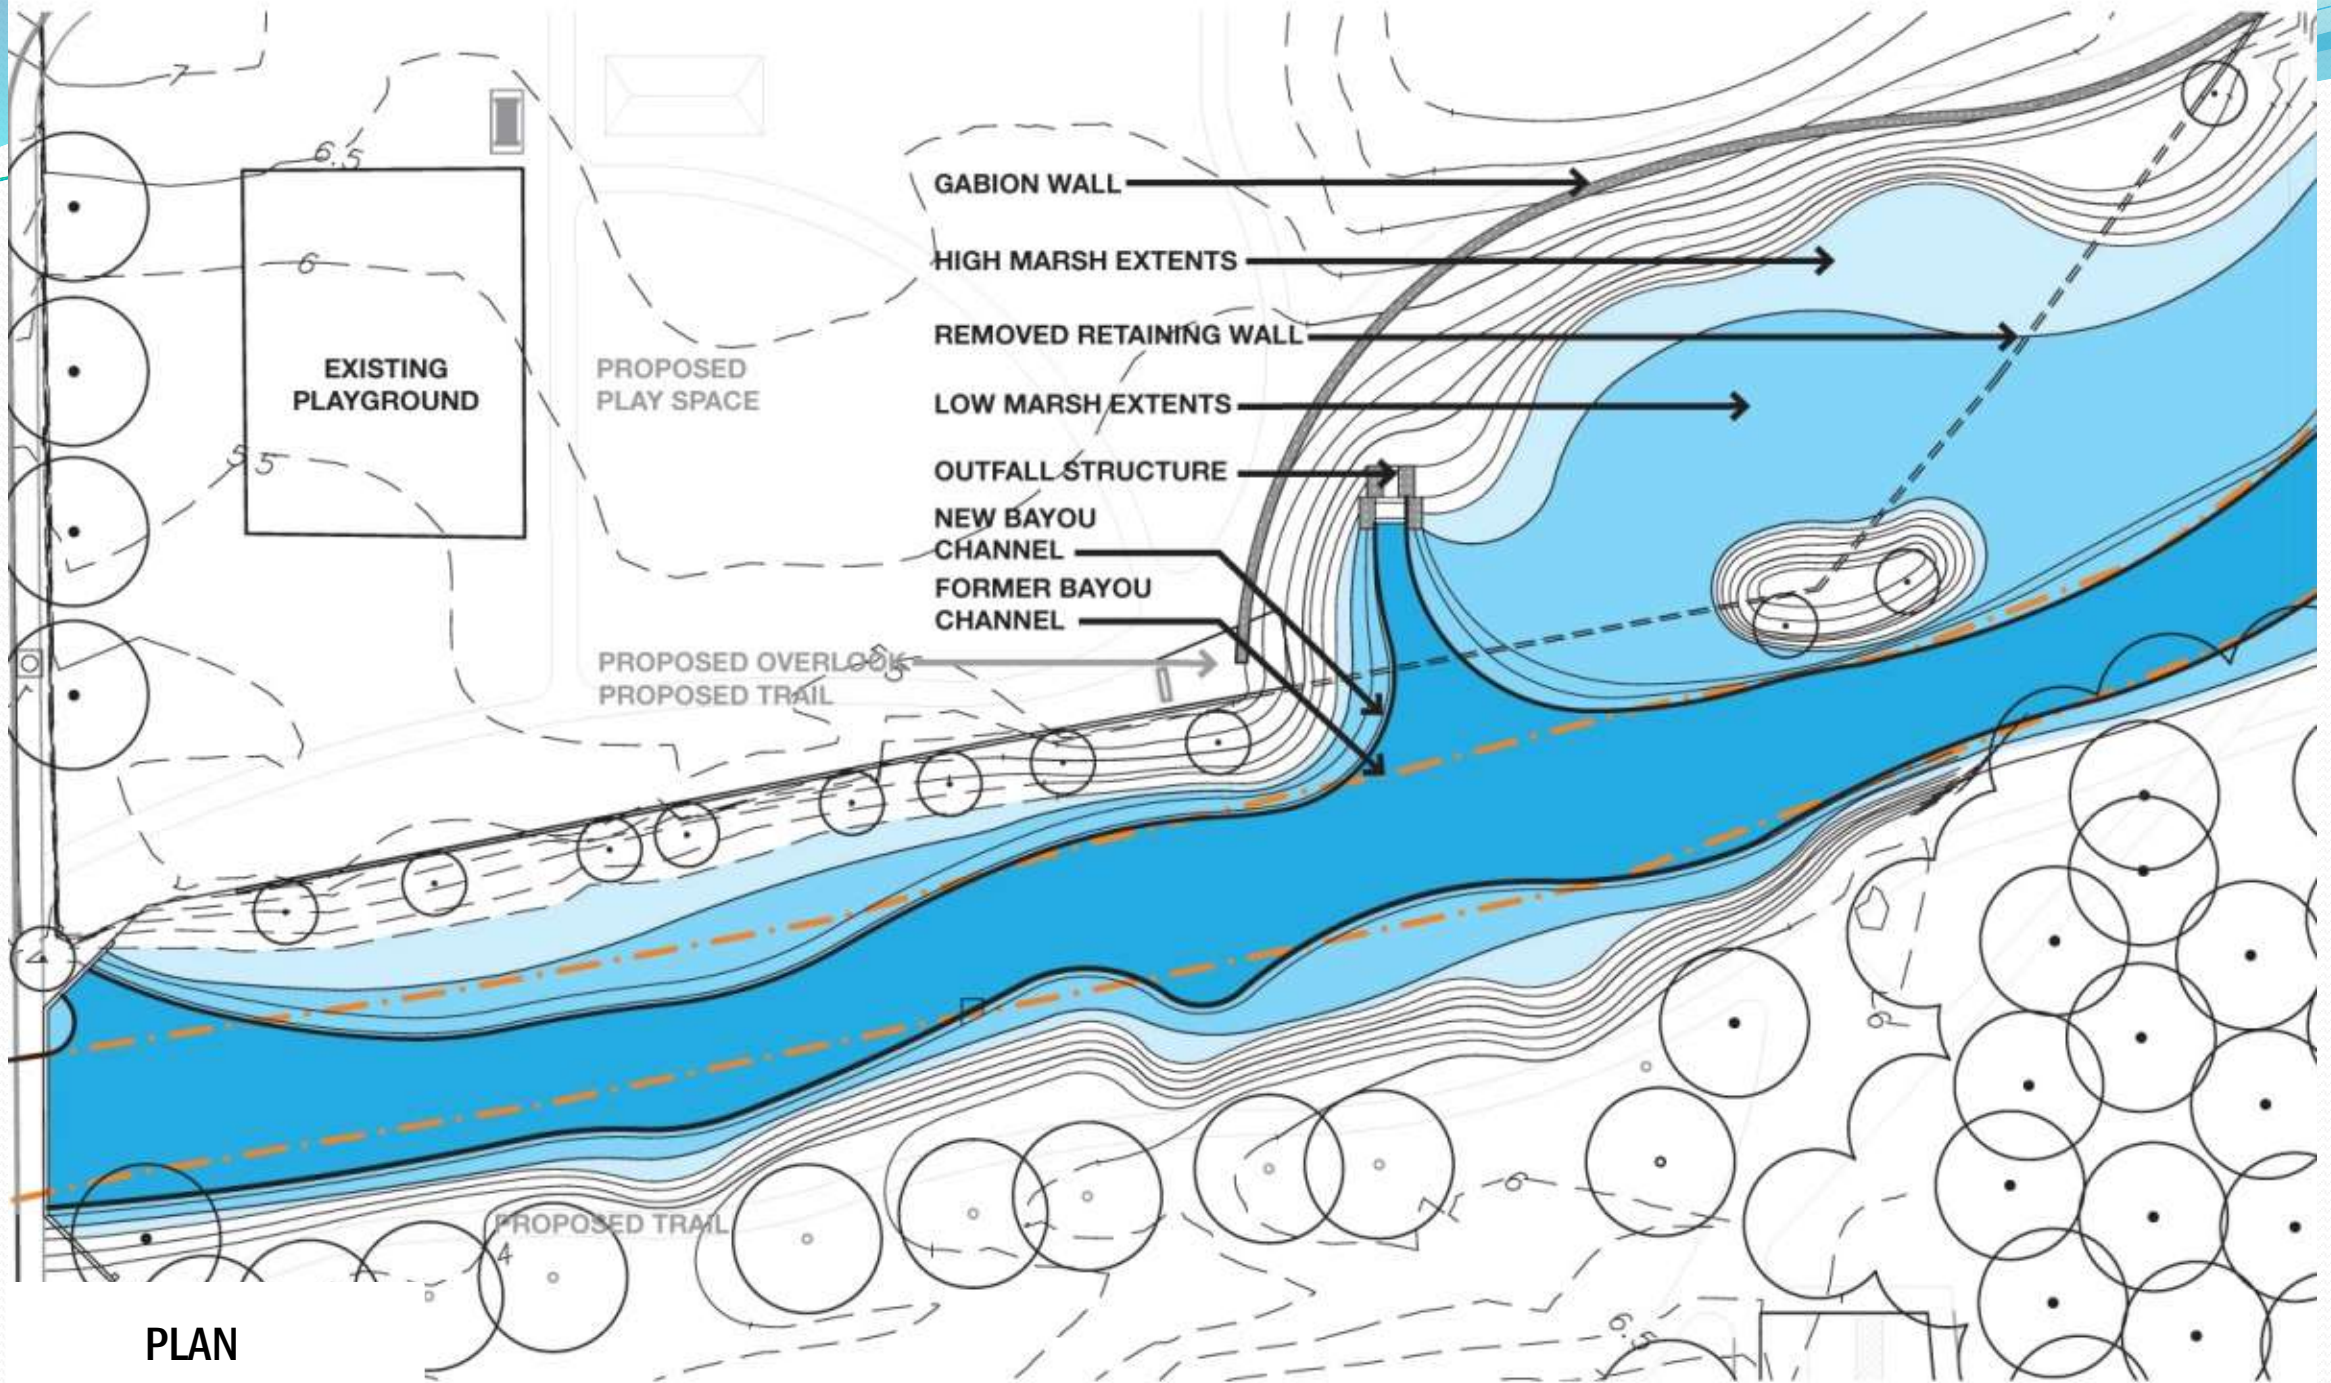 7
6.5
GABION WALL
6
HIGH MARSH EXTENTS
REMOVED RETAINING WALL
EXISTING
PLAYGROUND
PROPOSED
PLAY SPACE
LOW MARSH EXTENTS
5.5
OUTFALL STRUCTURE
NEW BAYOU
CHANNEL
FORMER BAYOU
CHANNEL
PROPOSED OVERLOOK
5.5
PROPOSED TRAIL
6
6
PROPOSED TRAIL
4
6.5
PLAN